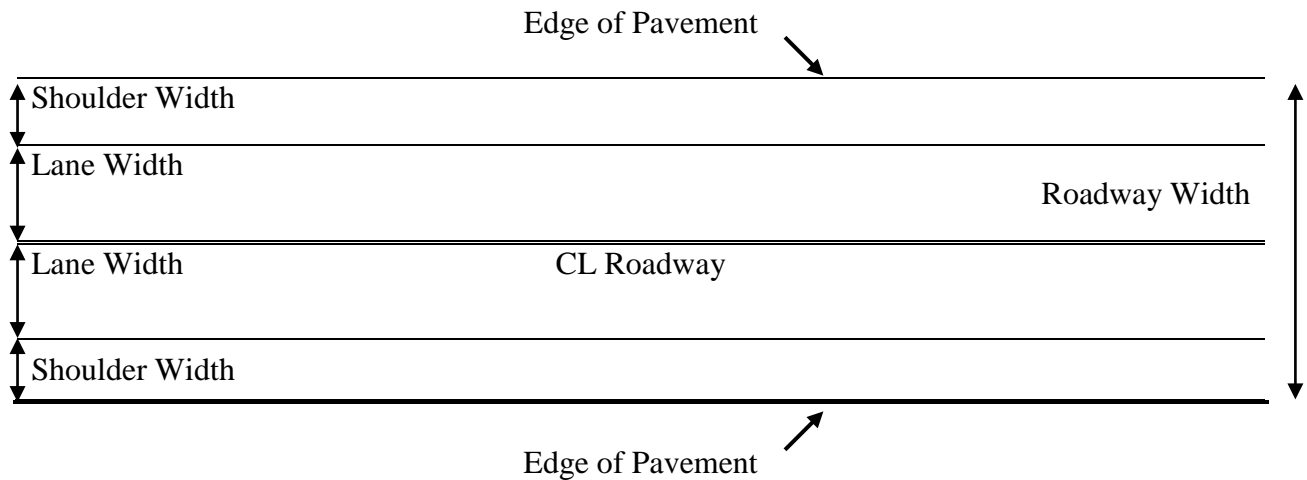 Edge of Pavement
Shoulder Width
Lane Width
Roadway Width
Lane Width
CL Roadway
Shoulder Width
Edge of Pavement